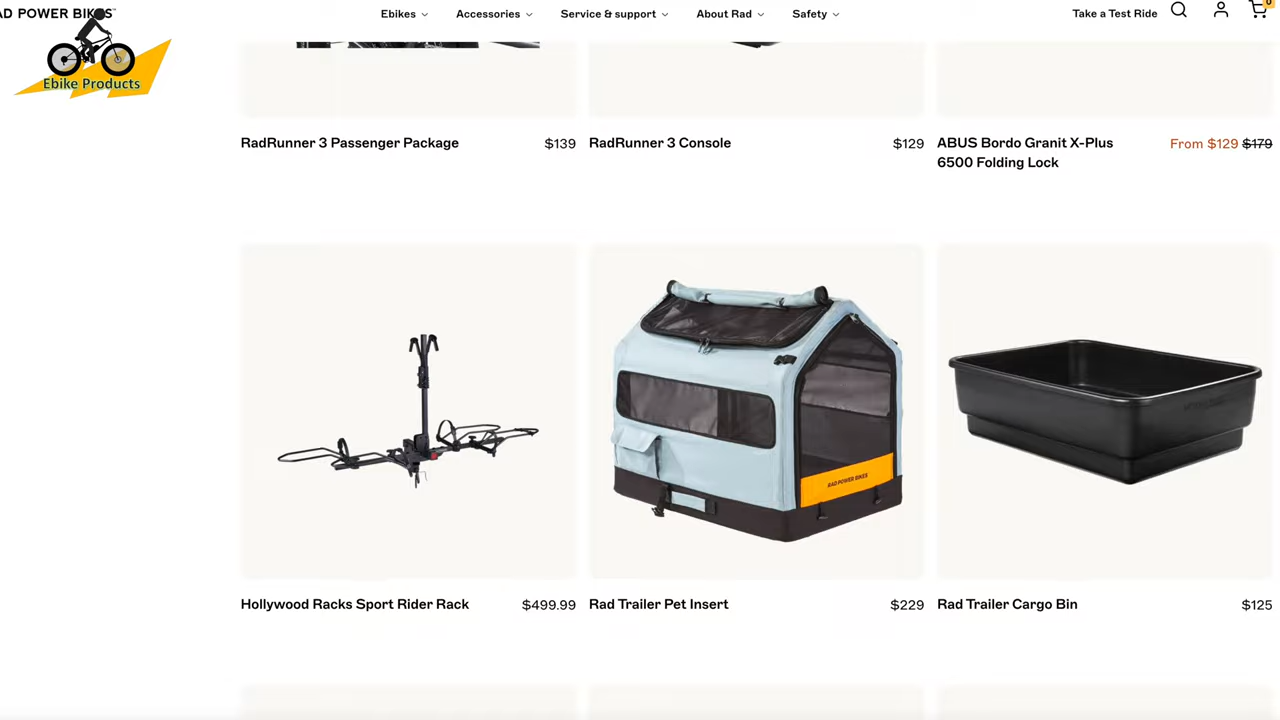 RAD POWER BIKES
Ebikes
Accessories
Service & support
About Rad
Safety
Take a Test Ride
0
Ebike Products
RadRunner 3 Passenger Package $139
RadRunner 3 Console $129
ABUS Bordo Granit X-Plus From $129 $179
6500 Folding Lock
RAD POWER BIKES
Hollywood Racks Sport Rider Rack $499.99
Rad Trailer Pet Insert $229
Rad Trailer Cargo Bin $125